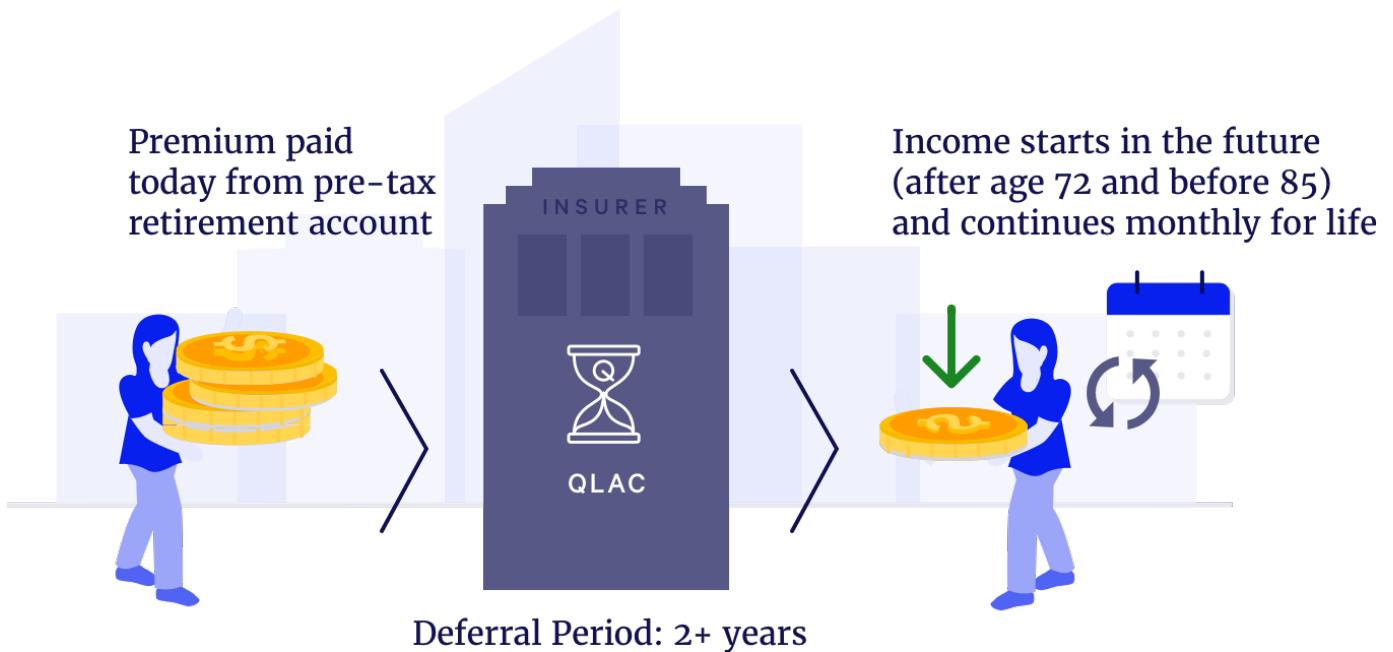 Premium paid
today from pre-tax
retirement account
INSURER
Q
QLAC
Deferral Period: 2+ years
Income starts in the future
(after age 72 and before 85)
and continues monthly for life